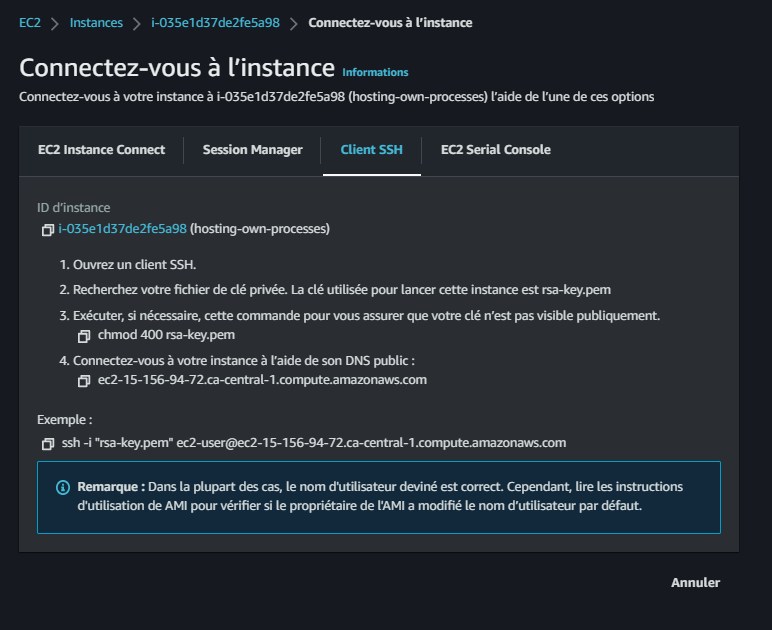 EC2 > Instances > i-035e1d37de2fe5a98 > Connectez-vous à l'instance
Connectez-vous à l'instance Informations
Connectez-vous à votre instance à i-035e1d37de2fe5a98 (hosting-own-processes) l'aide de l'une de ces options
EC2 Instance Connect Session Manager Client SSH EC2 Serial Console
ID d'instance
i-035e1d37de2fe5a98 (hosting-own-processes)
1. Ouvrez un client SSH.
2. Recherchez votre fichier de clé privée. La clé utilisée pour lancer cette instance est rsa-key.pem
3. Exécuter, si nécessaire, cette commande pour vous assurer que votre clé n'est pas visible publiquement.
chmod 400 rsa-key.pem
4. Connectez-vous à votre instance à l'aide de son DNS public :
ec2-15-156-94-72.ca-central-1.compute.amazonaws.com
Exemple :
ssh -i "rsa-key.pem" ec2-user@ec2-15-156-94-72.ca-central-1.compute.amazonaws.com
Remarque : Dans la plupart des cas, le nom d'utilisateur deviné est correct. Cependant, lire les instructions
d'utilisation de AMI pour vérifier si le propriétaire de l'AMI a modifié le nom d'utilisateur par défaut.
Annuler